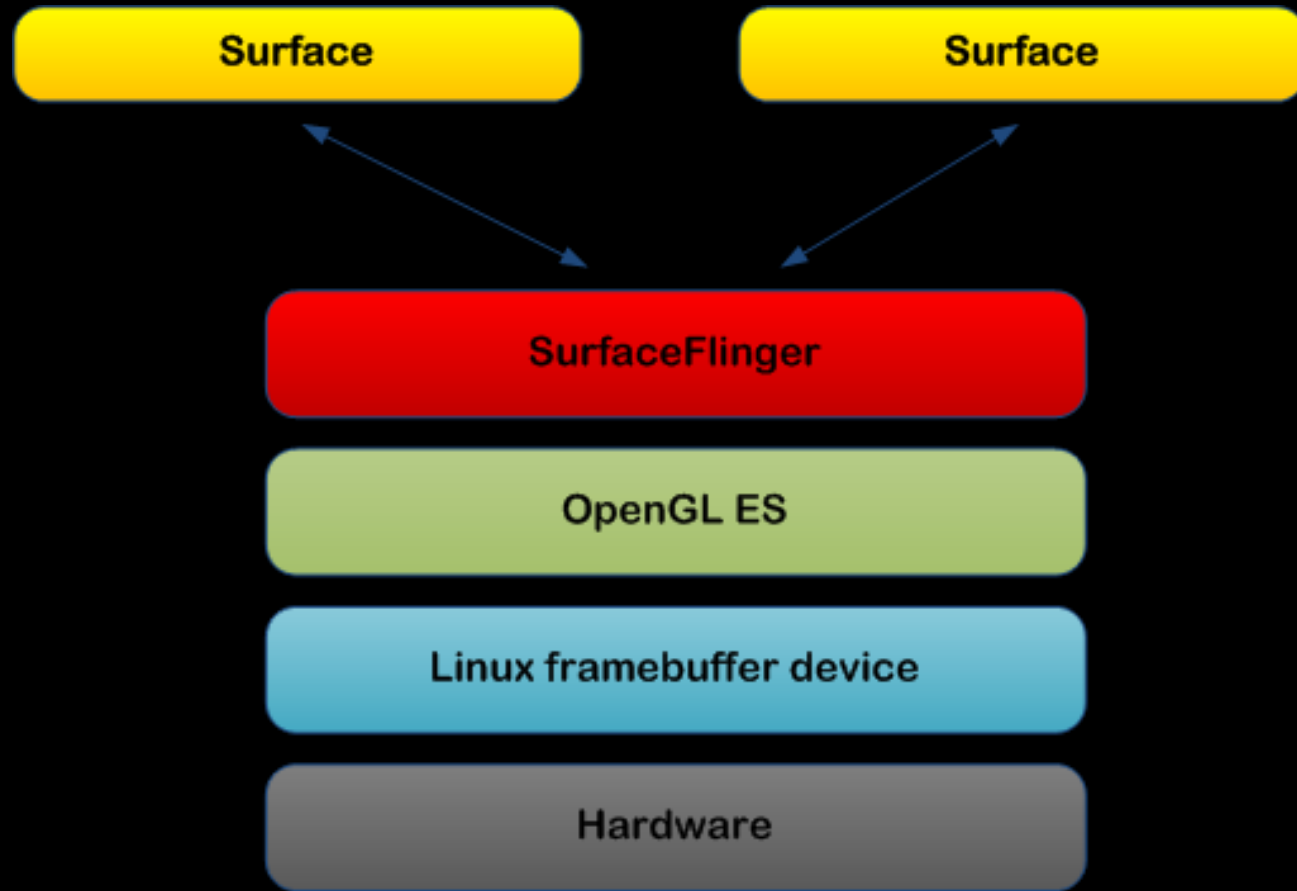 Surface
Surface
SurfaceFlinger
OpenGL ES
Linux framebuffer device
Hardware